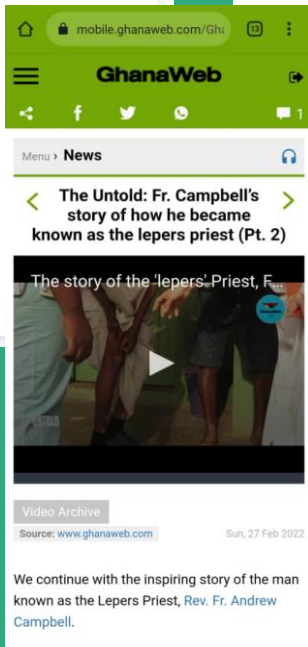 mobile.ghanaweb.com/Gh
13
GhanaWeb
1
Menu › News
The Untold: Fr. Campbell's
story of how he became
known as the lepers priest (Pt. 2)
The story of the 'lepers' Priest, F...
UNTOLD
Video Archive
Source: www.ghanaweb.com
Sun, 27 Feb 2022
We continue with the inspiring story of the man
known as the Lepers Priest, Rev. Fr. Andrew
Campbell.